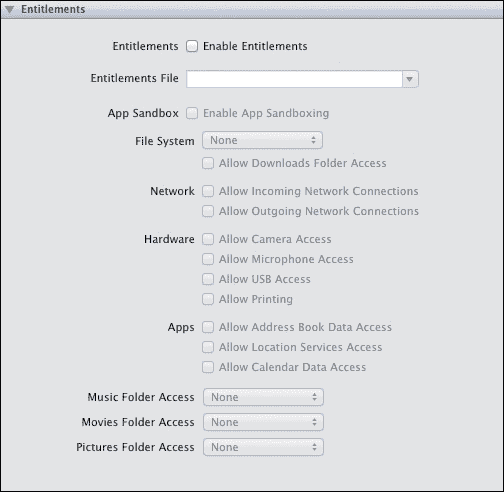 Entitlements
Entitlements Enable Entitlements
Entitlements File
App Sandbox Enable App Sandboxing
File System None
Allow Downloads Folder Access
Network Allow Incoming Network Connections
Allow Outgoing Network Connections
Hardware Allow Camera Access
Allow Microphone Access
Allow USB Access
Allow Printing
Apps Allow Address Book Data Access
Allow Location Services Access
Allow Calendar Data Access
Music Folder Access None
Movies Folder Access None
Pictures Folder Access None